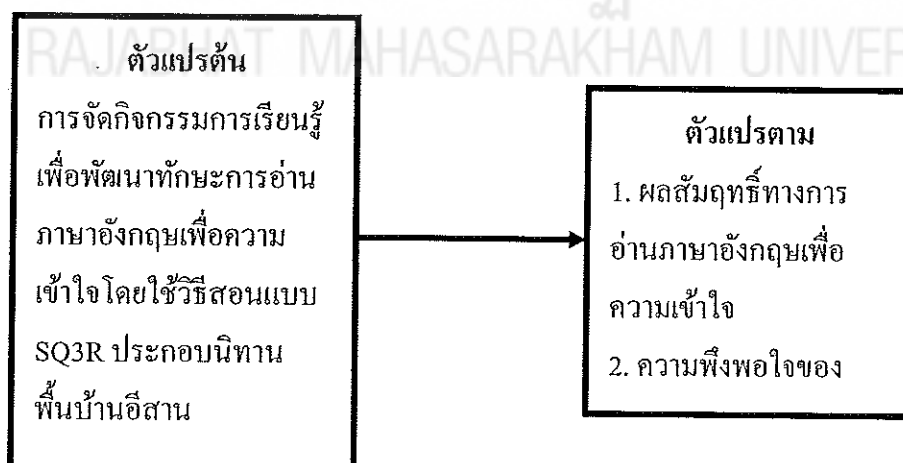 RAJABHAT MAHASARAKHAM UNIVER
ตัวแปรต้น
การจัดกิจกรรมการเรียนรู้
เพื่อพัฒนาทักษะการอ่าน
ภาษาอังกฤษเพื่อความ
เข้าใจโดยใช้วิธีสอนแบบ
SQ3R ประกอบนิทาน
พื้นบ้านอีสาน
ตัวแปรตาม
1. ผลสัมฤทธิ์ทางการ
อ่านภาษาอังกฤษเพื่อ
ความเข้าใจ
2. ความพึงพอใจของ